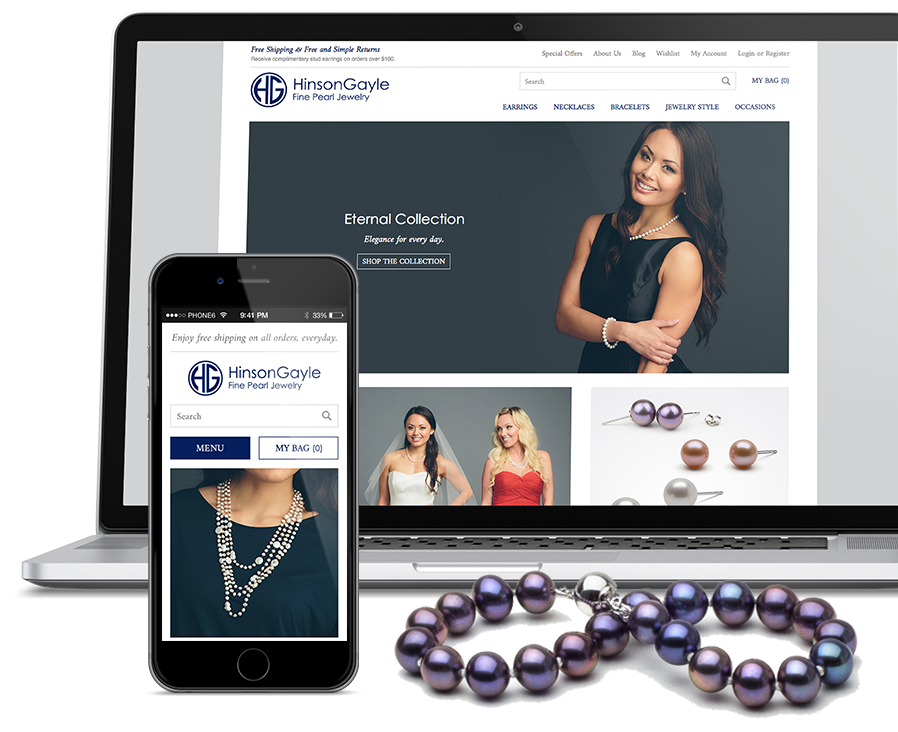 Free Shipping & Free and Simple Returns
Receive complimentary stud earrings on orders over $100.
Special Offers About Us Blog Wishlist My Account Login or Register
HG HinsonGayle
Fine Pearl Jewelry
Search
MY BAG (0)
EARRINGS NECKLACES BRACELETS JEWELRY STYLE OCCASIONS
Eternal Collection
Elegance for every day.
SHOP THE COLLECTION
PHONE6 9:41 PM 33%
Enjoy free shipping on all orders, everyday.
HG HinsonGayle
Fine Pearl Jewelry
Search
MENU MY BAG (0)